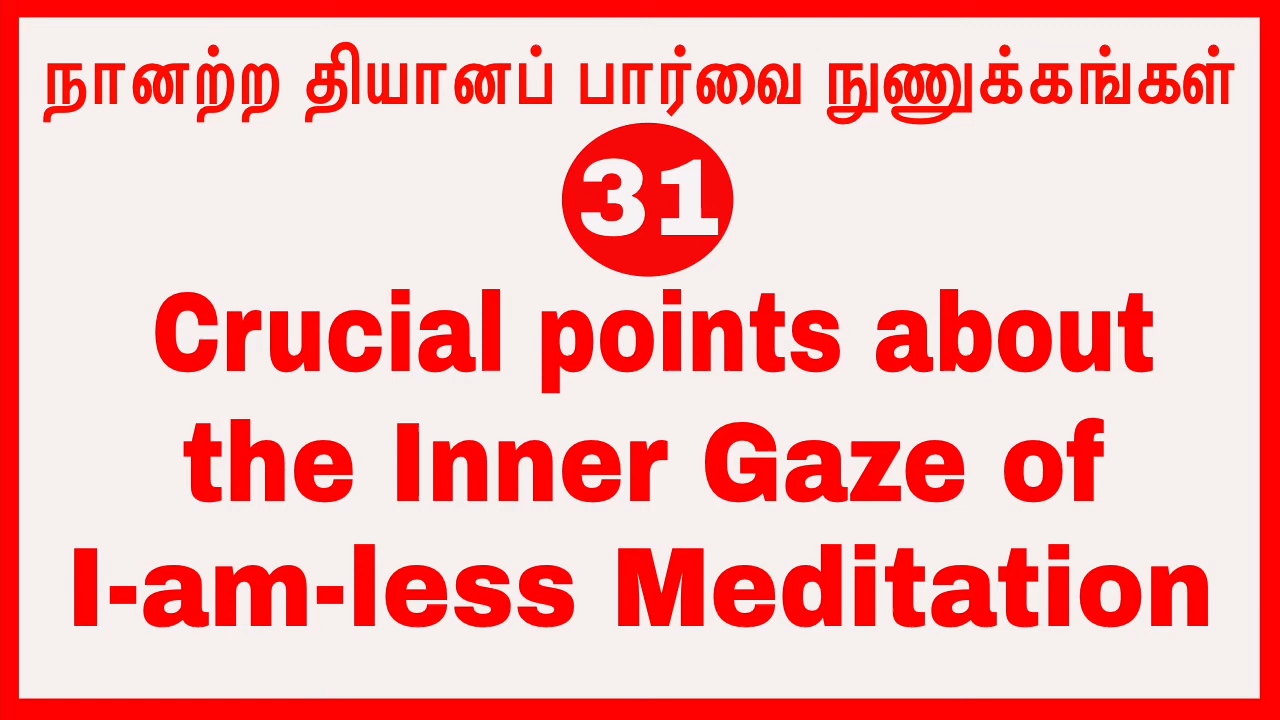 நானற்ற தியானப் பார்வை நுணுக்கங்கள்
31
Crucial points about
the Inner Gaze of
I-am-less Meditation